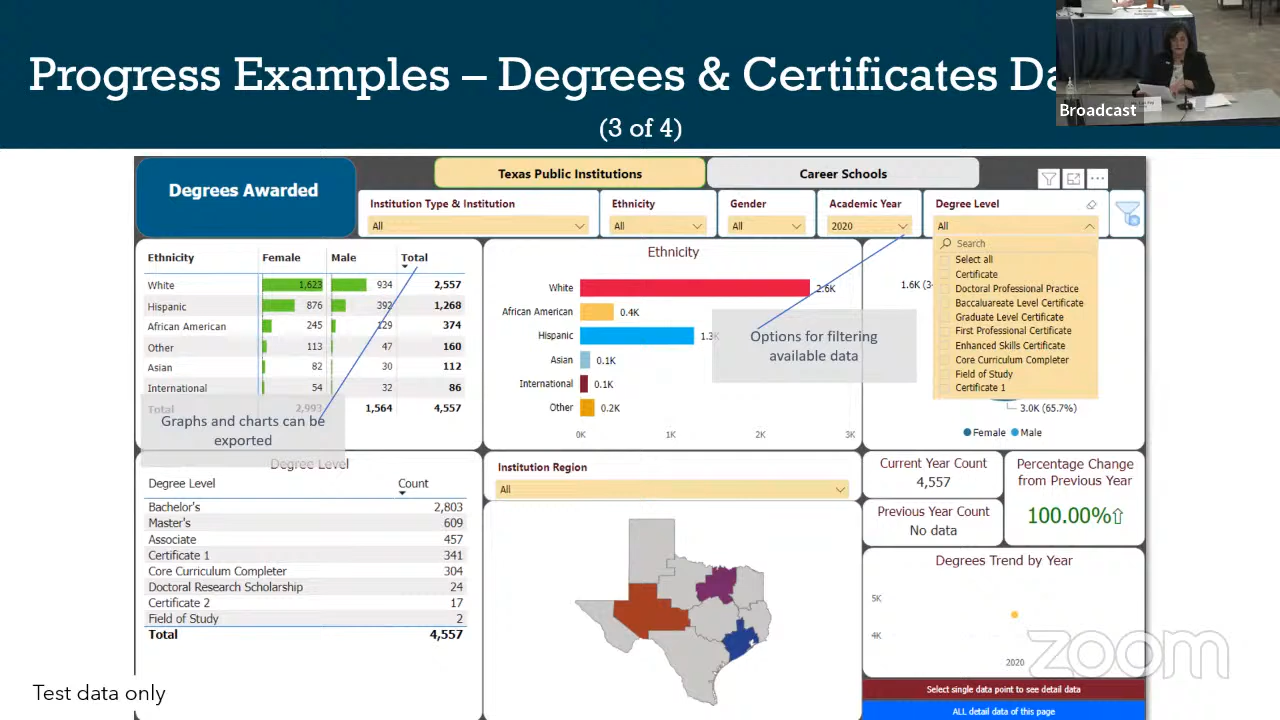 Progress Examples – Degrees & Certificates Da
(3 of 4)
Broadcast
Degrees Awarded
Texas Public Institutions
Career Schools
Institution Type & Institution
All
Ethnicity
All
Gender
All
Academic Year
2020
Degree Level
All
Search
Select all
Certificate
Doctoral Professional Practice
Baccaluareate Level Certificate
Graduate Level Certificate
First Professional Certificate
Enhanced Skills Certificate
Core Curriculum Completer
Field of Study
Certificate 1
Ethnicity Female Male Total
White 1,623 934 2,557
Hispanic 876 392 1,268
African American 245 129 374
Other 113 47 160
Asian 82 30 112
International 54 32 86
Total 2,993 1,564 4,557
Graphs and charts can be
exported
Ethnicity
White 2.6K
African American 0.4K
Hispanic 1.3K
Asian 0.1K
International 0.1K
Other 0.2K
0K 1K 2K 3K
Options for filtering
available data
1.6K (3
3.0K (65.7%)
Female Male
Degree Level
Degree Level Count
Bachelor's 2,803
Master's 609
Associate 457
Certificate 1 341
Core Curriculum Completer 304
Doctoral Research Scholarship 24
Certificate 2 17
Field of Study 2
Total 4,557
Institution Region
All
Current Year Count
4,557
Previous Year Count
No data
Percentage Change
from Previous Year
100.00%⇧
Degrees Trend by Year
5K
4K
2020
zoom
Select single data point to see detail data
ALL detail data of this page
Test data only